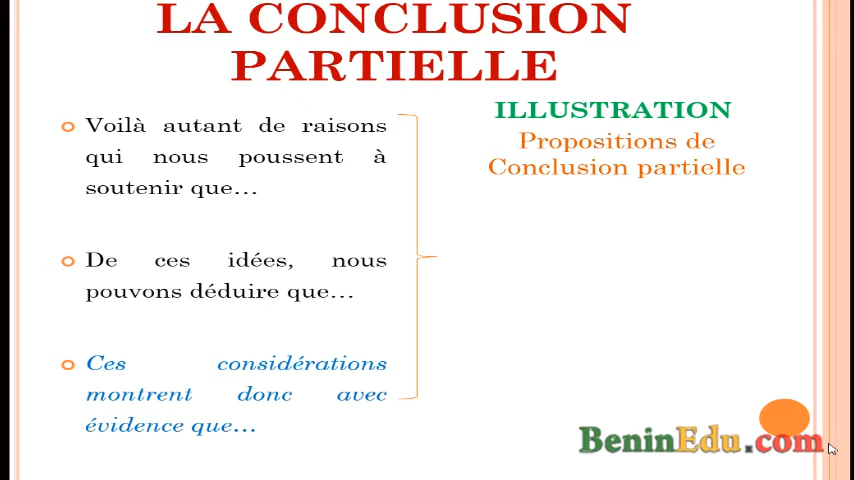 LA CONCLUSION
PARTIELLE
Voilà autant de raisons
qui nous poussent à
soutenir que…
De ces idées, nous
pouvons déduire que…
Ces considérations
montrent donc avec
évidence que…
ILLUSTRATION
Propositions de
Conclusion partielle
BeninEdu.com